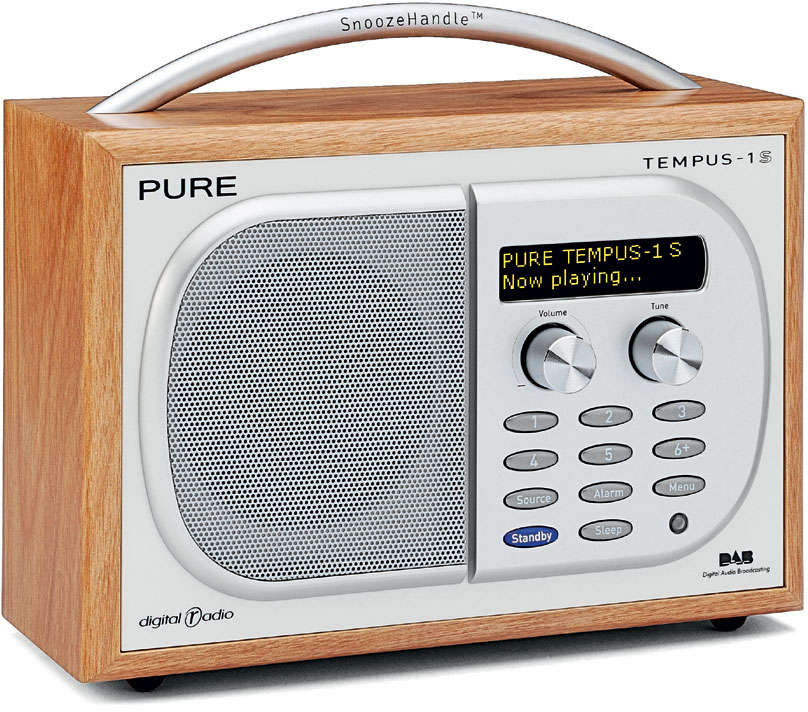 SnoozeHandle™
PURE
TEMPUS-1S
PURE TEMPUS-1 S
Now playing...
Volume
Tune
1
2
3
4
5
6+
Source
Alarm
Menu
Standby
Sleep
DAB
Digital Audio Broadcasting
digital radio